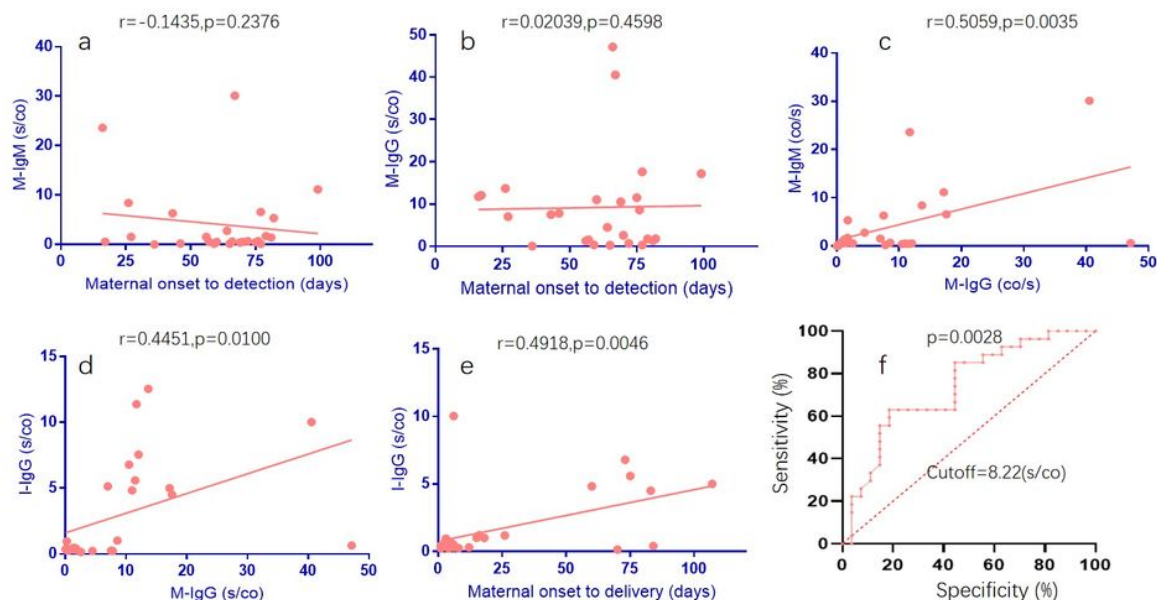 r=-0.1435,p=0.2376
a
40
30
20
10
0
M-IgM (s/co)
0 25 50 75 100
Maternal onset to detection (days)
r=0.02039,p=0.4598
b
50
40
30
20
10
0
M-IgG (s/co)
0 25 50 75 100
Maternal onset to detection (days)
r=0.5059,p=0.0035
c
40
30
20
10
0
M-IgM (co/s)
0 10 20 30 40 50
M-IgG (co/s)
r=0.4451,p=0.0100
d
15
10
5
0
I-IgG (s/co)
0 10 20 30 40 50
M-IgG (s/co)
r=0.4918,p=0.0046
e
15
10
5
0
I-IgG (s/co)
0 25 50 75 100
Maternal onset to delivery (days)
p=0.0028
f
100
80
60
40
20
0
Sensitivity (%)
Cutoff=8.22(s/co)
0 20 40 60 80 100
Specificity (%)